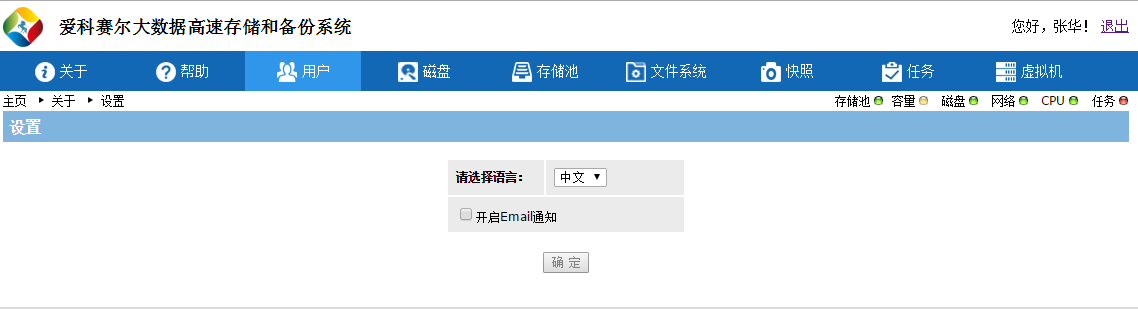 爱科赛尔大数据高速存储和备份系统
您好，张华！ 退出
关于 帮助 用户 磁盘 存储池 文件系统 快照 任务 虚拟机
主页 关于 设置
存储池 容量 磁盘 网络 CPU 任务
设置
请选择语言： 中文
开启Email通知
确 定